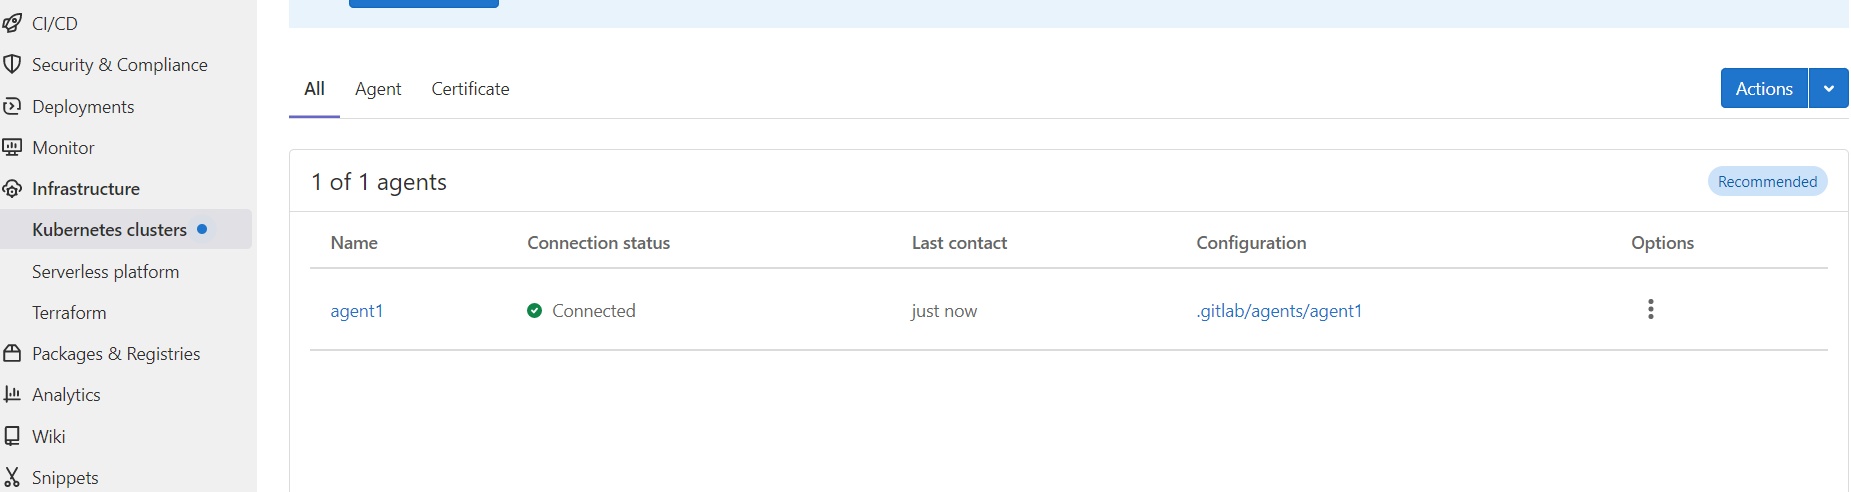 CI/CD
Security & Compliance
Deployments
Monitor
Infrastructure
Kubernetes clusters
Serverless platform
Terraform
Packages & Registries
Analytics
Wiki
Snippets
All Agent Certificate
Actions
1 of 1 agents
Recommended
Name Connection status Last contact Configuration Options
agent1 Connected just now .gitlab/agents/agent1